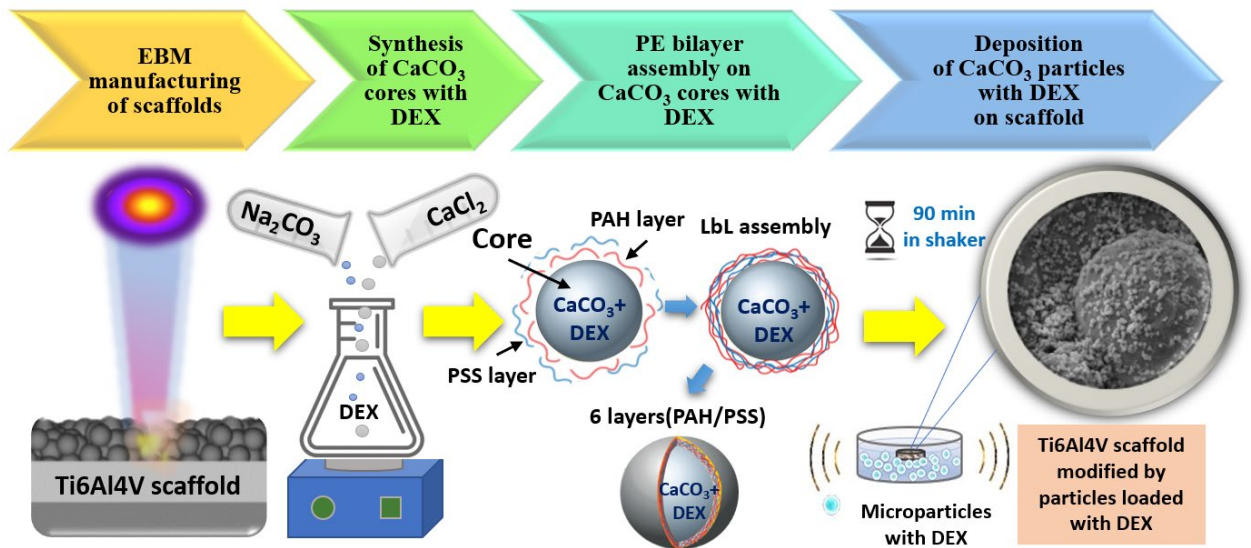 EBM
manufacturing
of scaffolds
Synthesis
of CaCO₃
cores with
DEX
PE bilayer
assembly on
CaCO₃ cores with
DEX
Deposition
of CaCO₃ particles
with DEX
on scaffold
Na₂CO₃
CaCl₂
DEX
Ti6Al4V scaffold
Core
PAH layer
CaCO₃+
DEX
PSS layer
LbL assembly
CaCO₃+
DEX
6 layers(PAH/PSS)
CaCO₃+
DEX
90 min
in shaker
Microparticles
with DEX
Ti6Al4V scaffold
modified by
particles loaded
with DEX